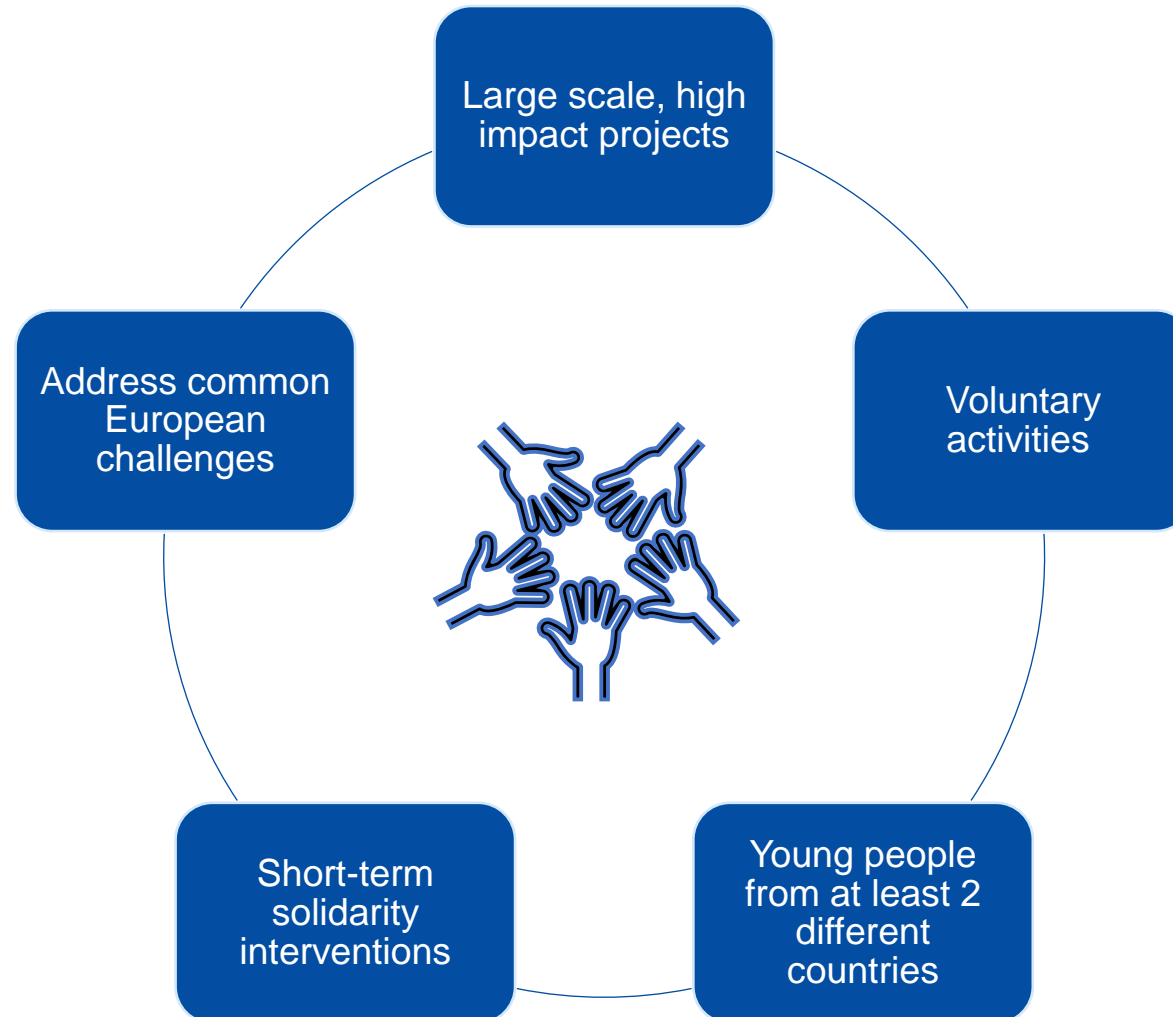 Large scale, high
impact projects
Voluntary
activities
Young people
from at least 2
different
countries
Short-term
solidarity
interventions
Address common
European
challenges